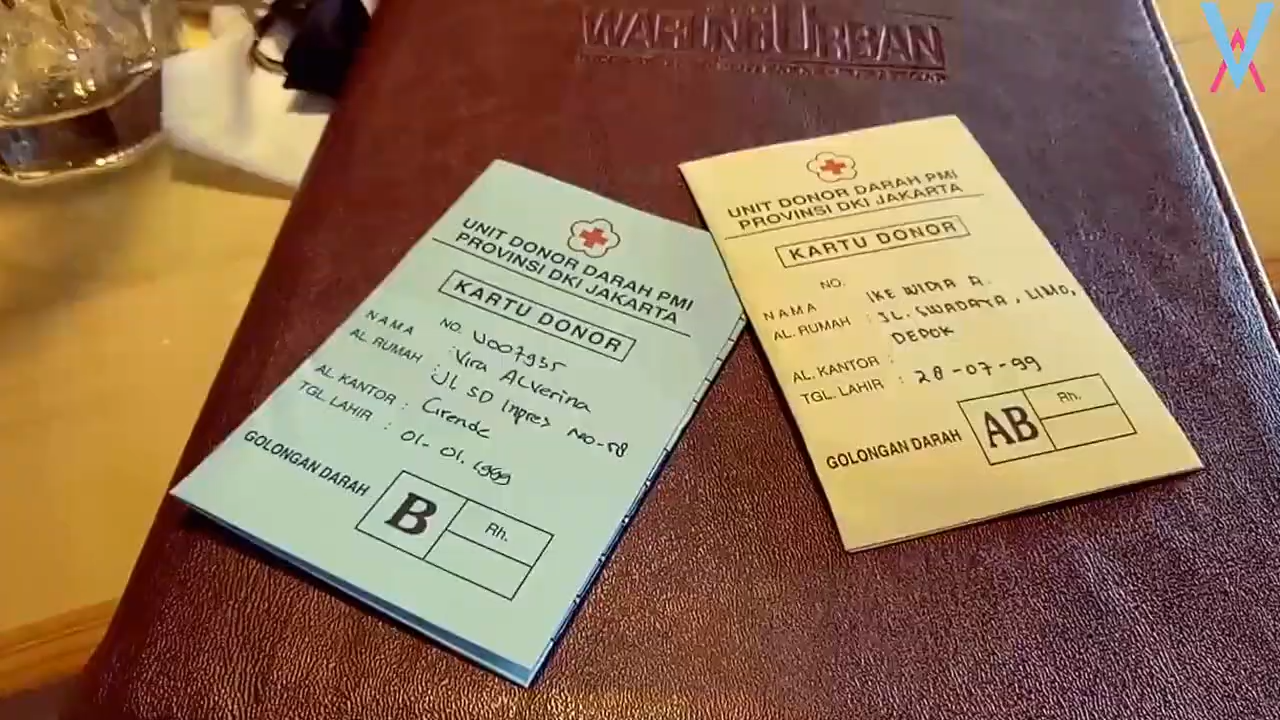 WARUNG URBAN
UNIT DONOR DARAH PMI
PROVINSI DKI JAKARTA
KARTU DONOR
NO. U007935
NAMA : Vira ALverina
AL. RUMAH : Jl SD Inpres NO-58
AL. KANTOR : Cirende
TGL. LAHIR : 01-01.1999
GOLONGAN DARAH
B
Rh.
UNIT DONOR DARAH PMI
PROVINSI DKI JAKARTA
KARTU DONOR
NO.
NAMA IKE WIDIA A.
AL. RUMAH : JL. SWADAYA, LIMO,
DEPOK
AL. KANTOR :
TGL. LAHIR : 28-07-99
GOLONGAN DARAH
AB
Rh.